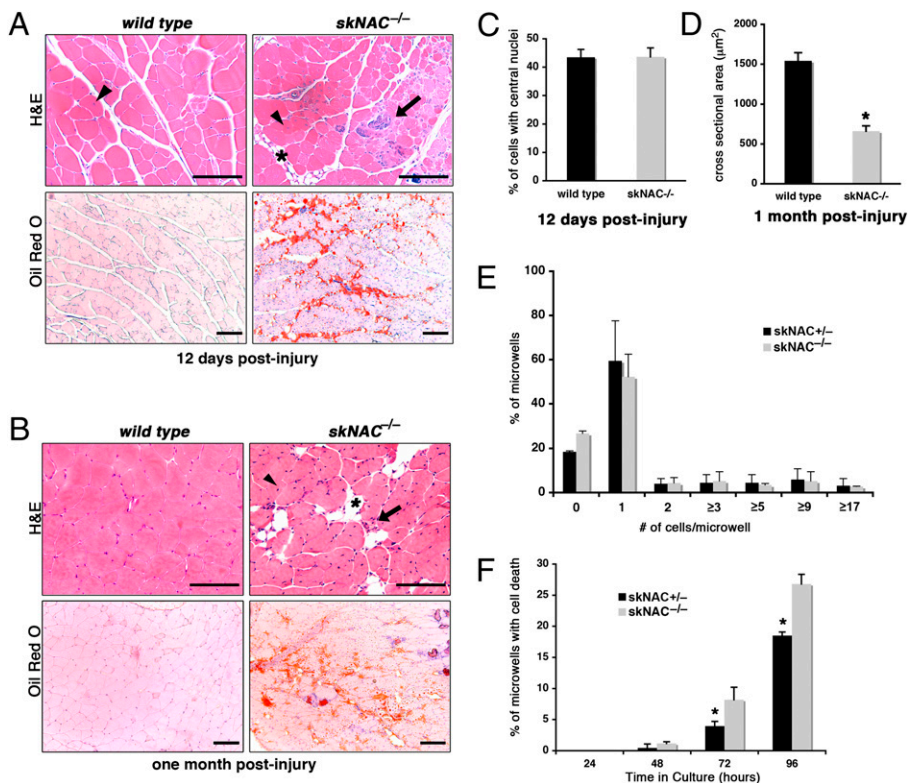 A
wild type
skNAC–/–
H&E
*
Oil Red O
12 days post-injury
B
wild type
skNAC–/–
H&E
*
Oil Red O
one month post-injury
C
% of cells with central nuclei
50
40
30
20
10
0
wild type
skNAC-/-
12 days post-injury
D
cross sectional area (µm2)
2000
1500
1000
500
0
*
wild type
skNAC-/-
1 month post-injury
E
% of microwells
100
80
60
40
20
0
skNAC+/–
skNAC–/–
0 1 2 ≥3 ≥5 ≥9 ≥17
# of cells/microwell
F
% of microwells with cell death
30
25
20
15
10
5
0
skNAC+/–
skNAC–/–
*
*
24 48 72 96
Time in Culture (hours)